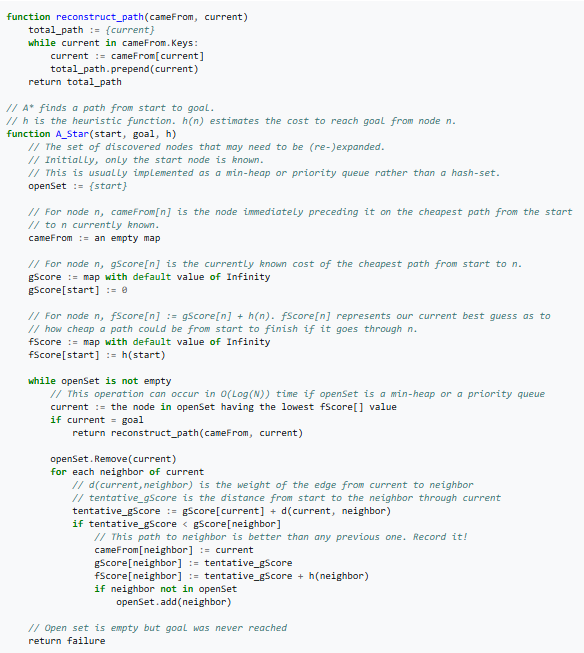 function reconstruct_path(cameFrom, current)
    total_path := {current}
    while current in cameFrom.Keys:
        current := cameFrom[current]
        total_path.prepend(current)
    return total_path

// A* finds a path from start to goal.
// h is the heuristic function. h(n) estimates the cost to reach goal from node n.
function A_Star(start, goal, h)
    // The set of discovered nodes that may need to be (re-)expanded.
    // Initially, only the start node is known.
    // This is usually implemented as a min-heap or priority queue rather than a hash-set.
    openSet := {start}

    // For node n, cameFrom[n] is the node immediately preceding it on the cheapest path from the start
    // to n currently known.
    cameFrom := an empty map

    // For node n, gScore[n] is the currently known cost of the cheapest path from start to n.
    gScore := map with default value of Infinity
    gScore[start] := 0

    // For node n, fScore[n] := gScore[n] + h(n). fScore[n] represents our current best guess as to
    // how cheap a path could be from start to finish if it goes through n.
    fScore := map with default value of Infinity
    fScore[start] := h(start)

    while openSet is not empty
        // This operation can occur in O(Log(N)) time if openSet is a min-heap or a priority queue
        current := the node in openSet having the lowest fScore[] value
        if current = goal
            return reconstruct_path(cameFrom, current)

        openSet.Remove(current)
        for each neighbor of current
            // d(current,neighbor) is the weight of the edge from current to neighbor
            // tentative_gScore is the distance from start to the neighbor through current
            tentative_gScore := gScore[current] + d(current, neighbor)
            if tentative_gScore < gScore[neighbor]
                // This path to neighbor is better than any previous one. Record it!
                cameFrom[neighbor] := current
                gScore[neighbor] := tentative_gScore
                fScore[neighbor] := tentative_gScore + h(neighbor)
                if neighbor not in openSet
                    openSet.add(neighbor)

    // Open set is empty but goal was never reached
    return failure